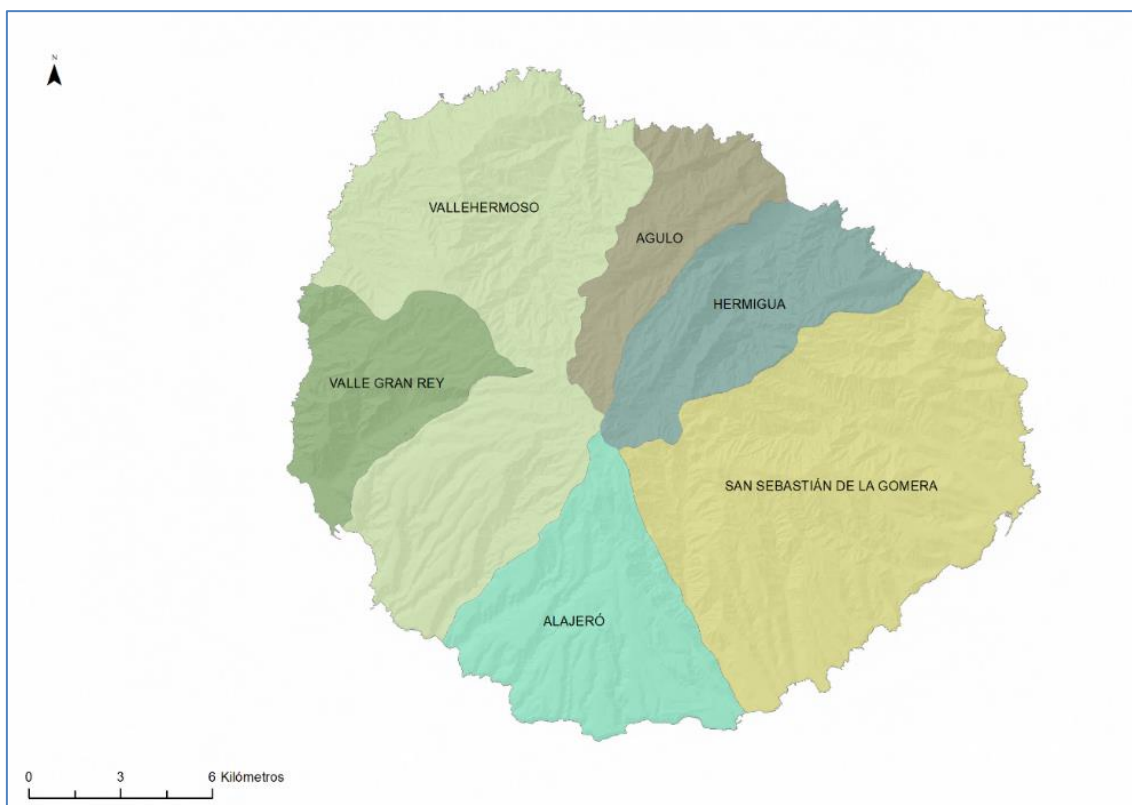 N
VALLEHERMOSO
AGULO
HERMIGUA
VALLE GRAN REY
SAN SEBASTIÁN DE LA GOMERA
ALAJERÓ
0 3 6 Kilómetros